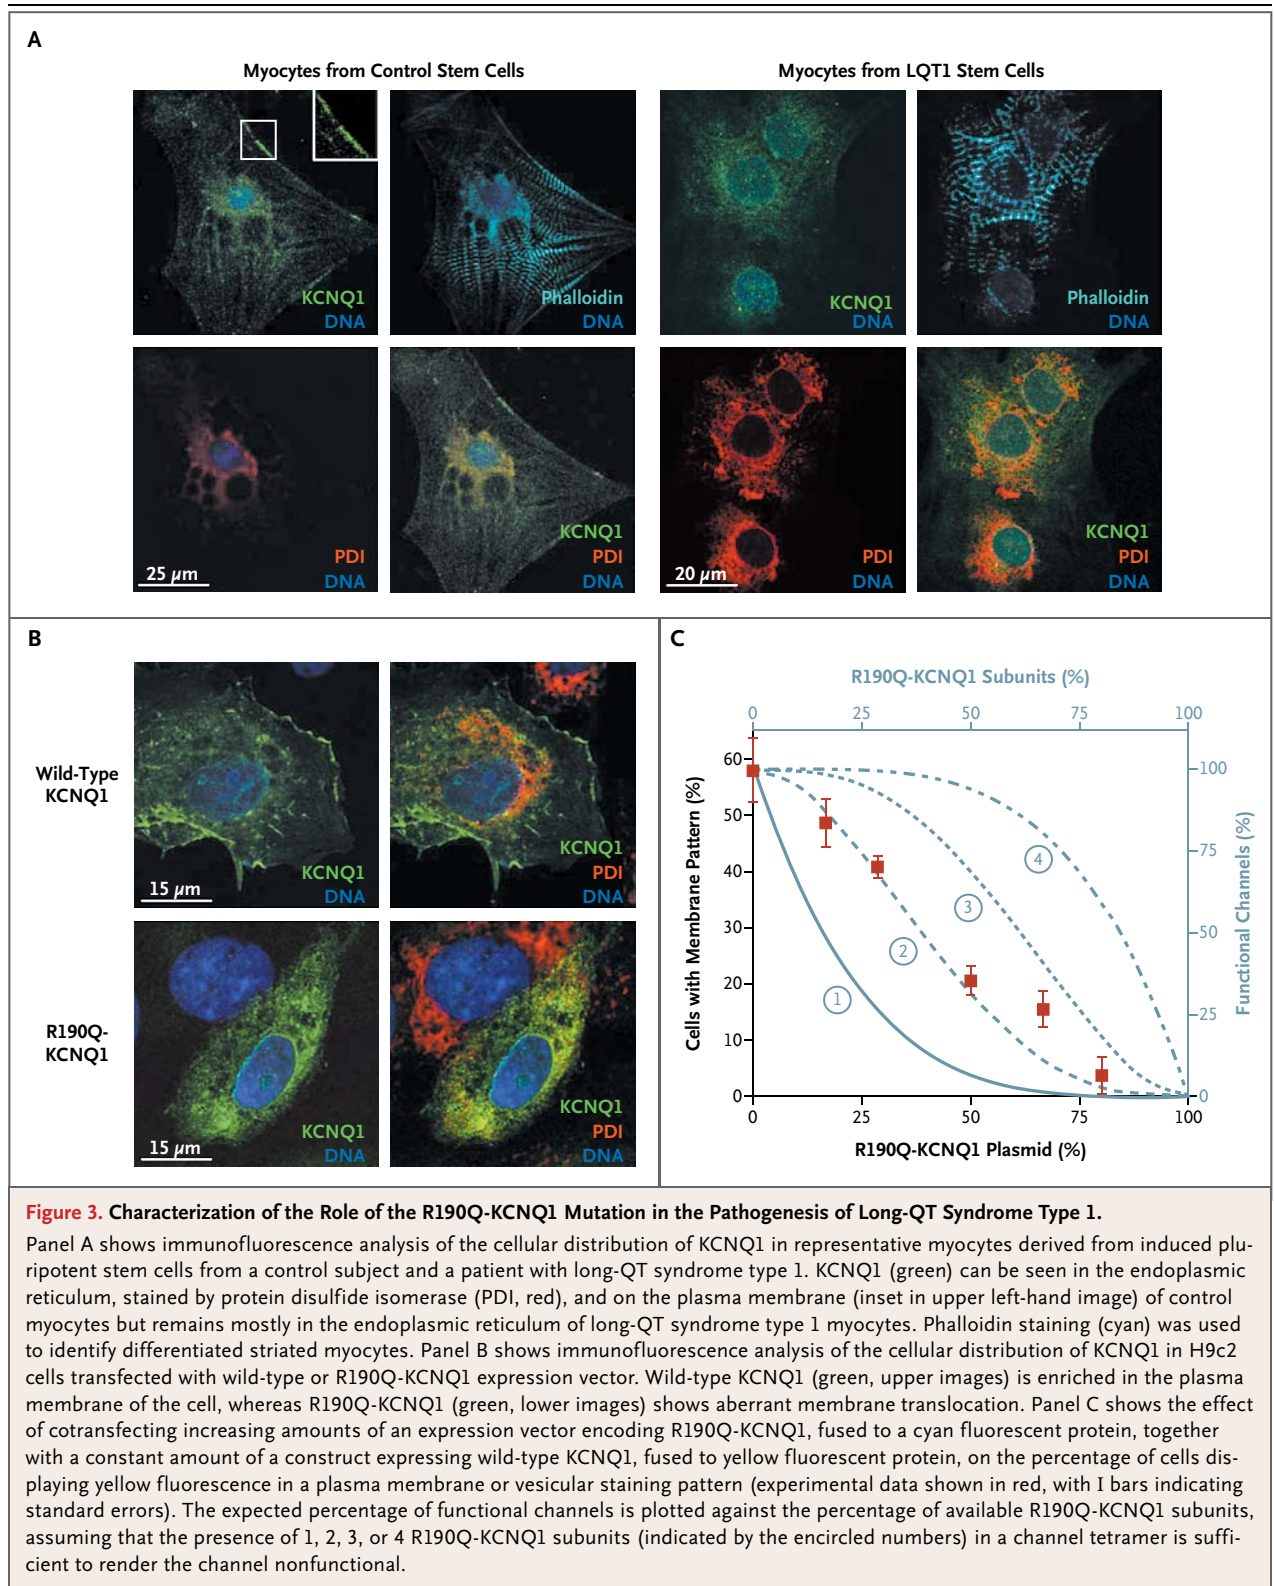 A
Myocytes from Control Stem Cells
Myocytes from LQT1 Stem Cells
KCNQ1
DNA
Phalloidin
DNA
KCNQ1
DNA
Phalloidin
DNA
25 µm
PDI
DNA
KCNQ1
PDI
DNA
20 µm
PDI
DNA
KCNQ1
PDI
DNA
B
Wild-Type
KCNQ1
15 µm
KCNQ1
DNA
KCNQ1
PDI
DNA
R190Q-
KCNQ1
15 µm
KCNQ1
DNA
KCNQ1
PDI
DNA
C
R190Q-KCNQ1 Subunits (%)
0 25 50 75 100
Cells with Membrane Pattern (%)
60
50
40
30
20
10
0
Functional Channels (%)
100
75
50
25
0
4
3
2
1
0 25 50 75 100
R190Q-KCNQ1 Plasmid (%)
Figure 3. Characterization of the Role of the R190Q-KCNQ1 Mutation in the Pathogenesis of Long-QT Syndrome Type 1.
Panel A shows immunofluorescence analysis of the cellular distribution of KCNQ1 in representative myocytes derived from induced plu-
ripotent stem cells from a control subject and a patient with long-QT syndrome type 1. KCNQ1 (green) can be seen in the endoplasmic
reticulum, stained by protein disulfide isomerase (PDI, red), and on the plasma membrane (inset in upper left-hand image) of control
myocytes but remains mostly in the endoplasmic reticulum of long-QT syndrome type 1 myocytes. Phalloidin staining (cyan) was used
to identify differentiated striated myocytes. Panel B shows immunofluorescence analysis of the cellular distribution of KCNQ1 in H9c2
cells transfected with wild-type or R190Q-KCNQ1 expression vector. Wild-type KCNQ1 (green, upper images) is enriched in the plasma
membrane of the cell, whereas R190Q-KCNQ1 (green, lower images) shows aberrant membrane translocation. Panel C shows the effect
of cotransfecting increasing amounts of an expression vector encoding R190Q-KCNQ1, fused to a cyan fluorescent protein, together
with a constant amount of a construct expressing wild-type KCNQ1, fused to yellow fluorescent protein, on the percentage of cells dis-
playing yellow fluorescence in a plasma membrane or vesicular staining pattern (experimental data shown in red, with I bars indicating
standard errors). The expected percentage of functional channels is plotted against the percentage of available R190Q-KCNQ1 subunits,
assuming that the presence of 1, 2, 3, or 4 R190Q-KCNQ1 subunits (indicated by the encircled numbers) in a channel tetramer is suffi-
cient to render the channel nonfunctional.